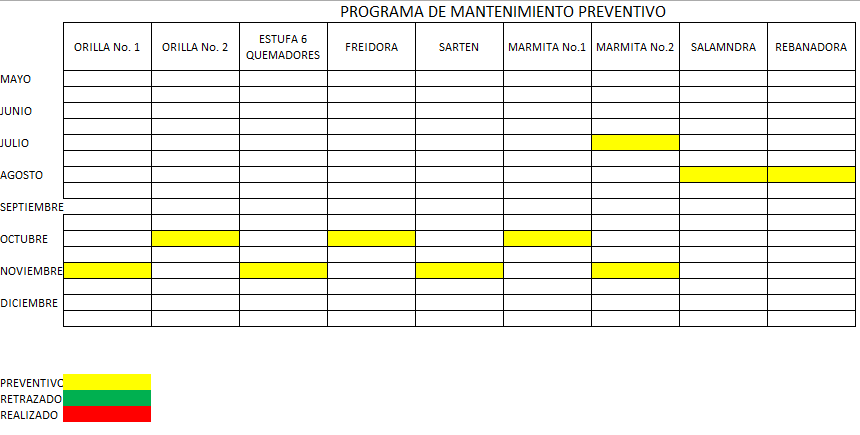 PROGRAMA DE MANTENIMIENTO PREVENTIVO
ORILLA No. 1 ORILLA No. 2 ESTUFA 6 QUEMADORES FREIDORA SARTEN MARMITA No.1 MARMITA No.2 SALAMNDRA REBANADORA
MAYO
JUNIO
JULIO
AGOSTO
SEPTIEMBRE
OCTUBRE
NOVIEMBRE
DICIEMBRE
PREVENTIVO
RETRAZADO
REALIZADO